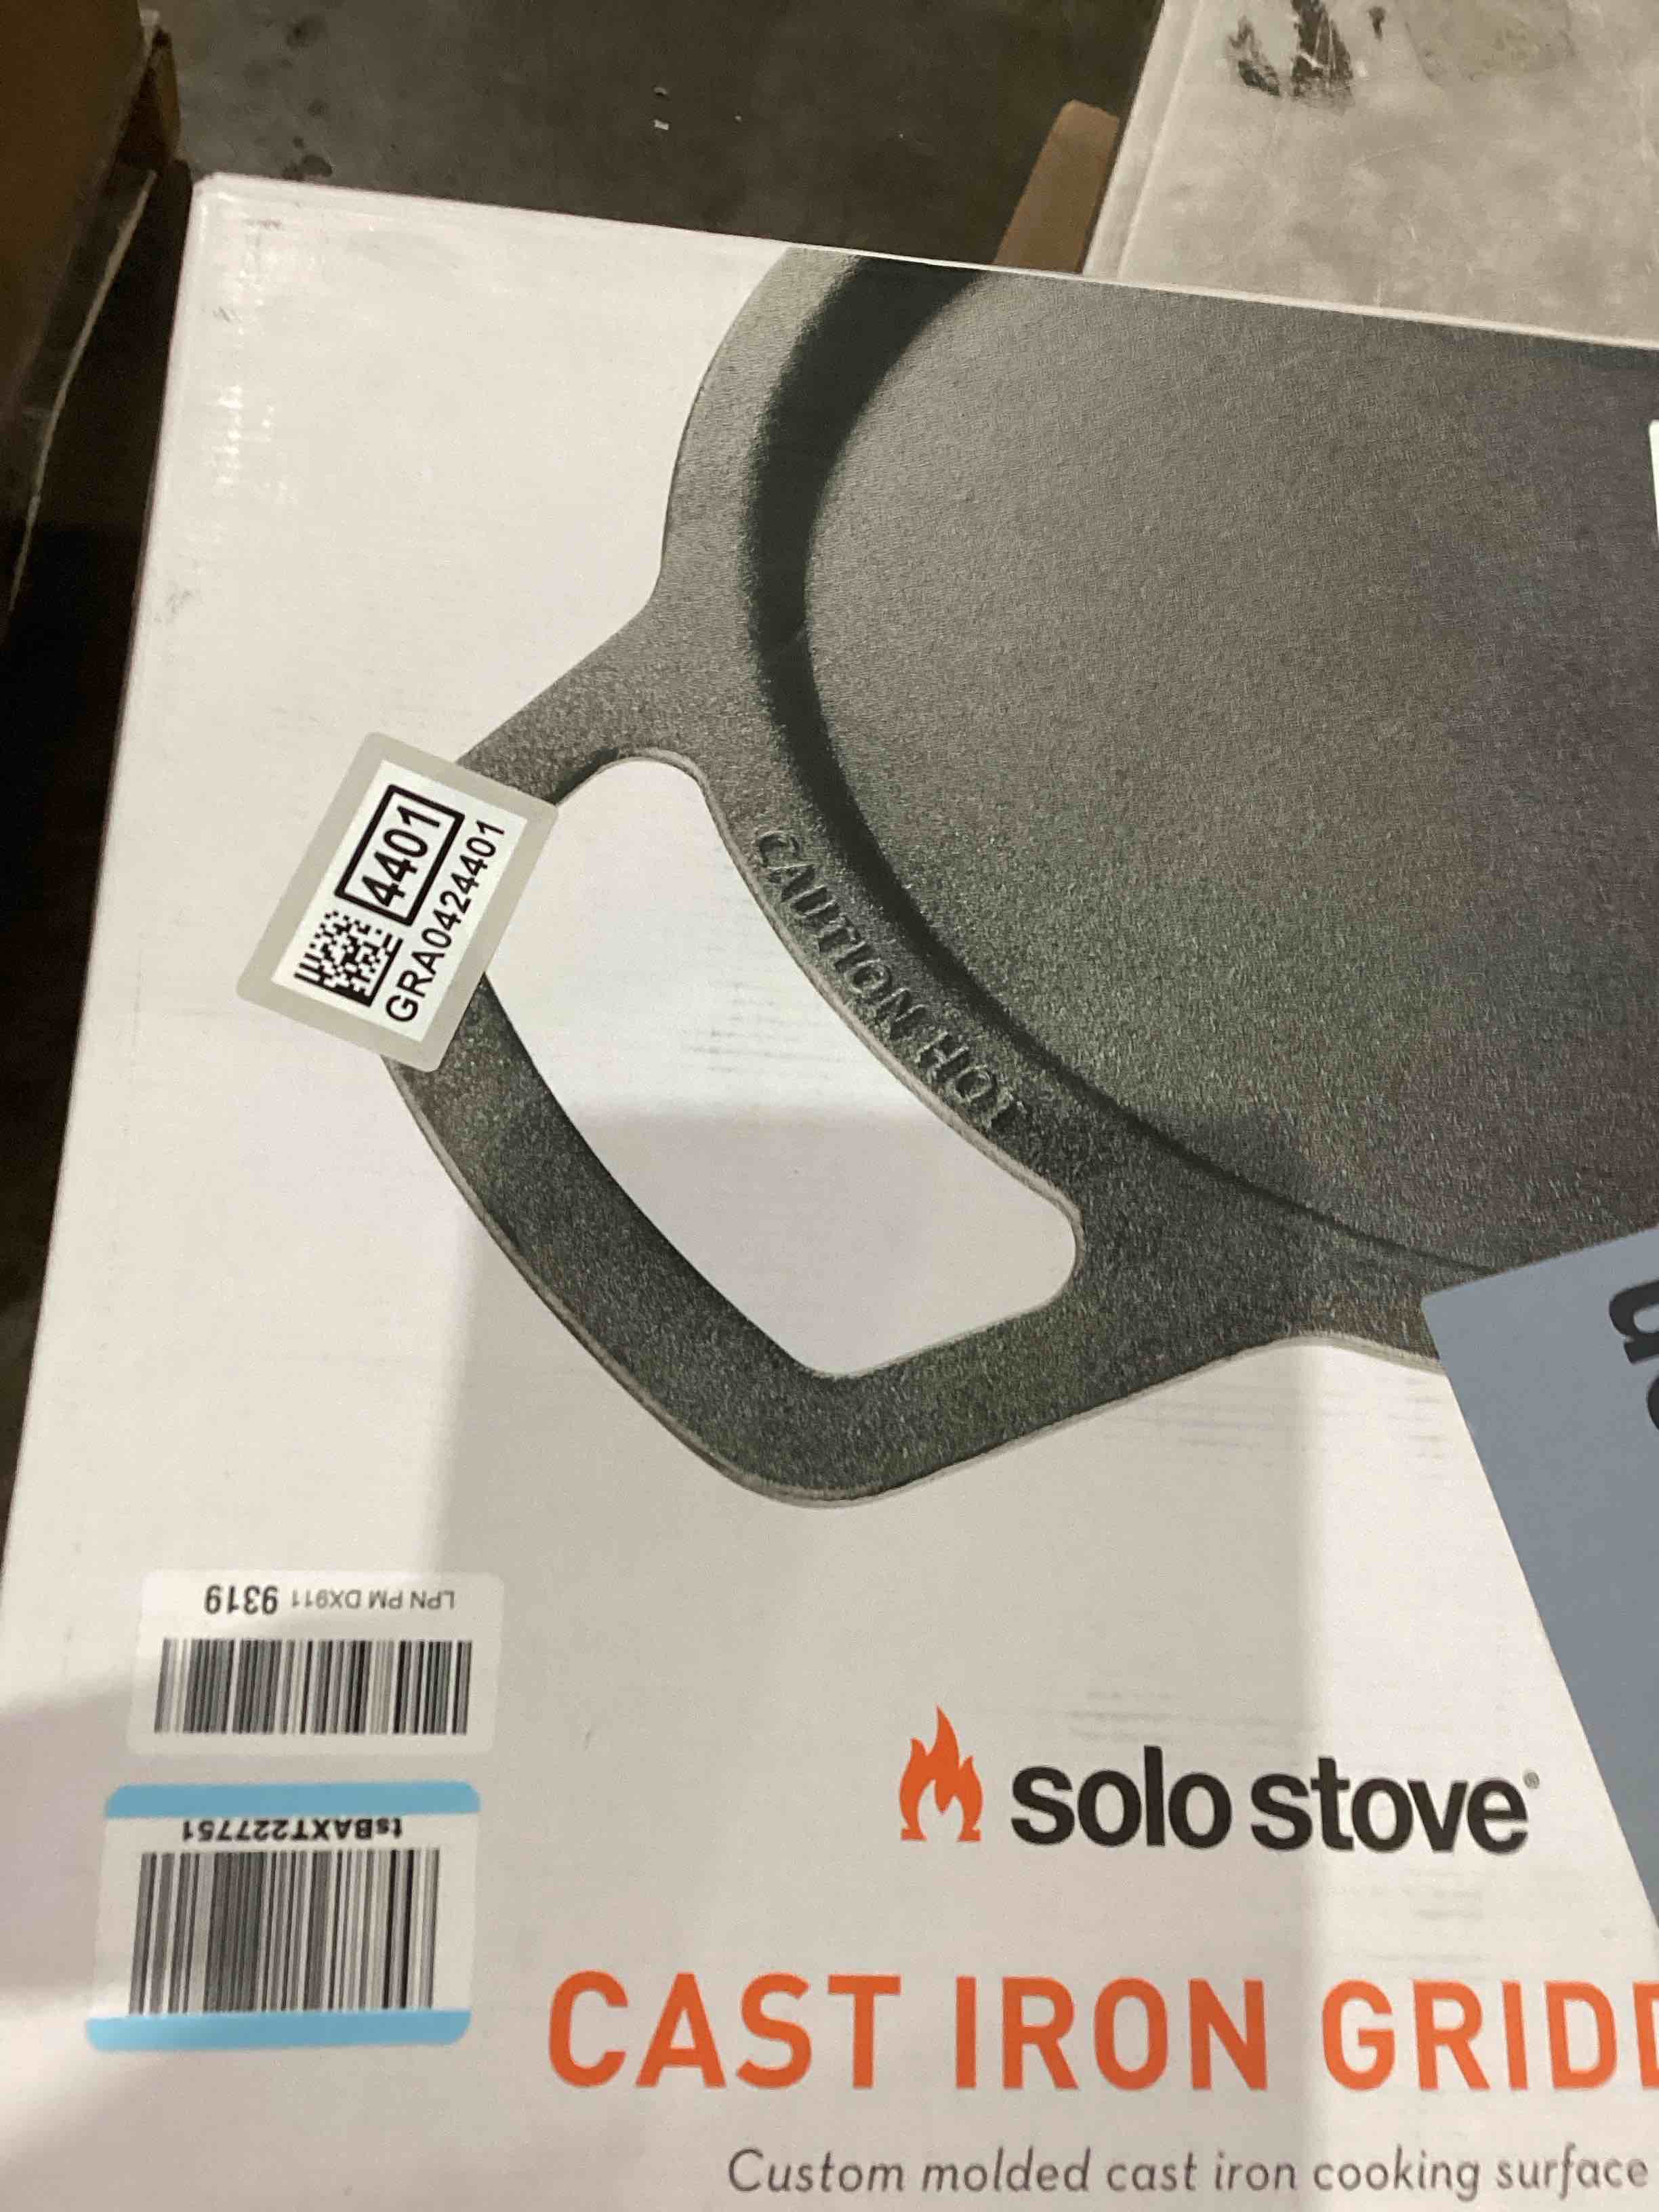 4401
GRA0424401
CAUTION HOT
LPN PM DX911 9319
tsBAXT227751
solo stove®
CAST IRON GRIDD
Custom molded cast iron cooking surface